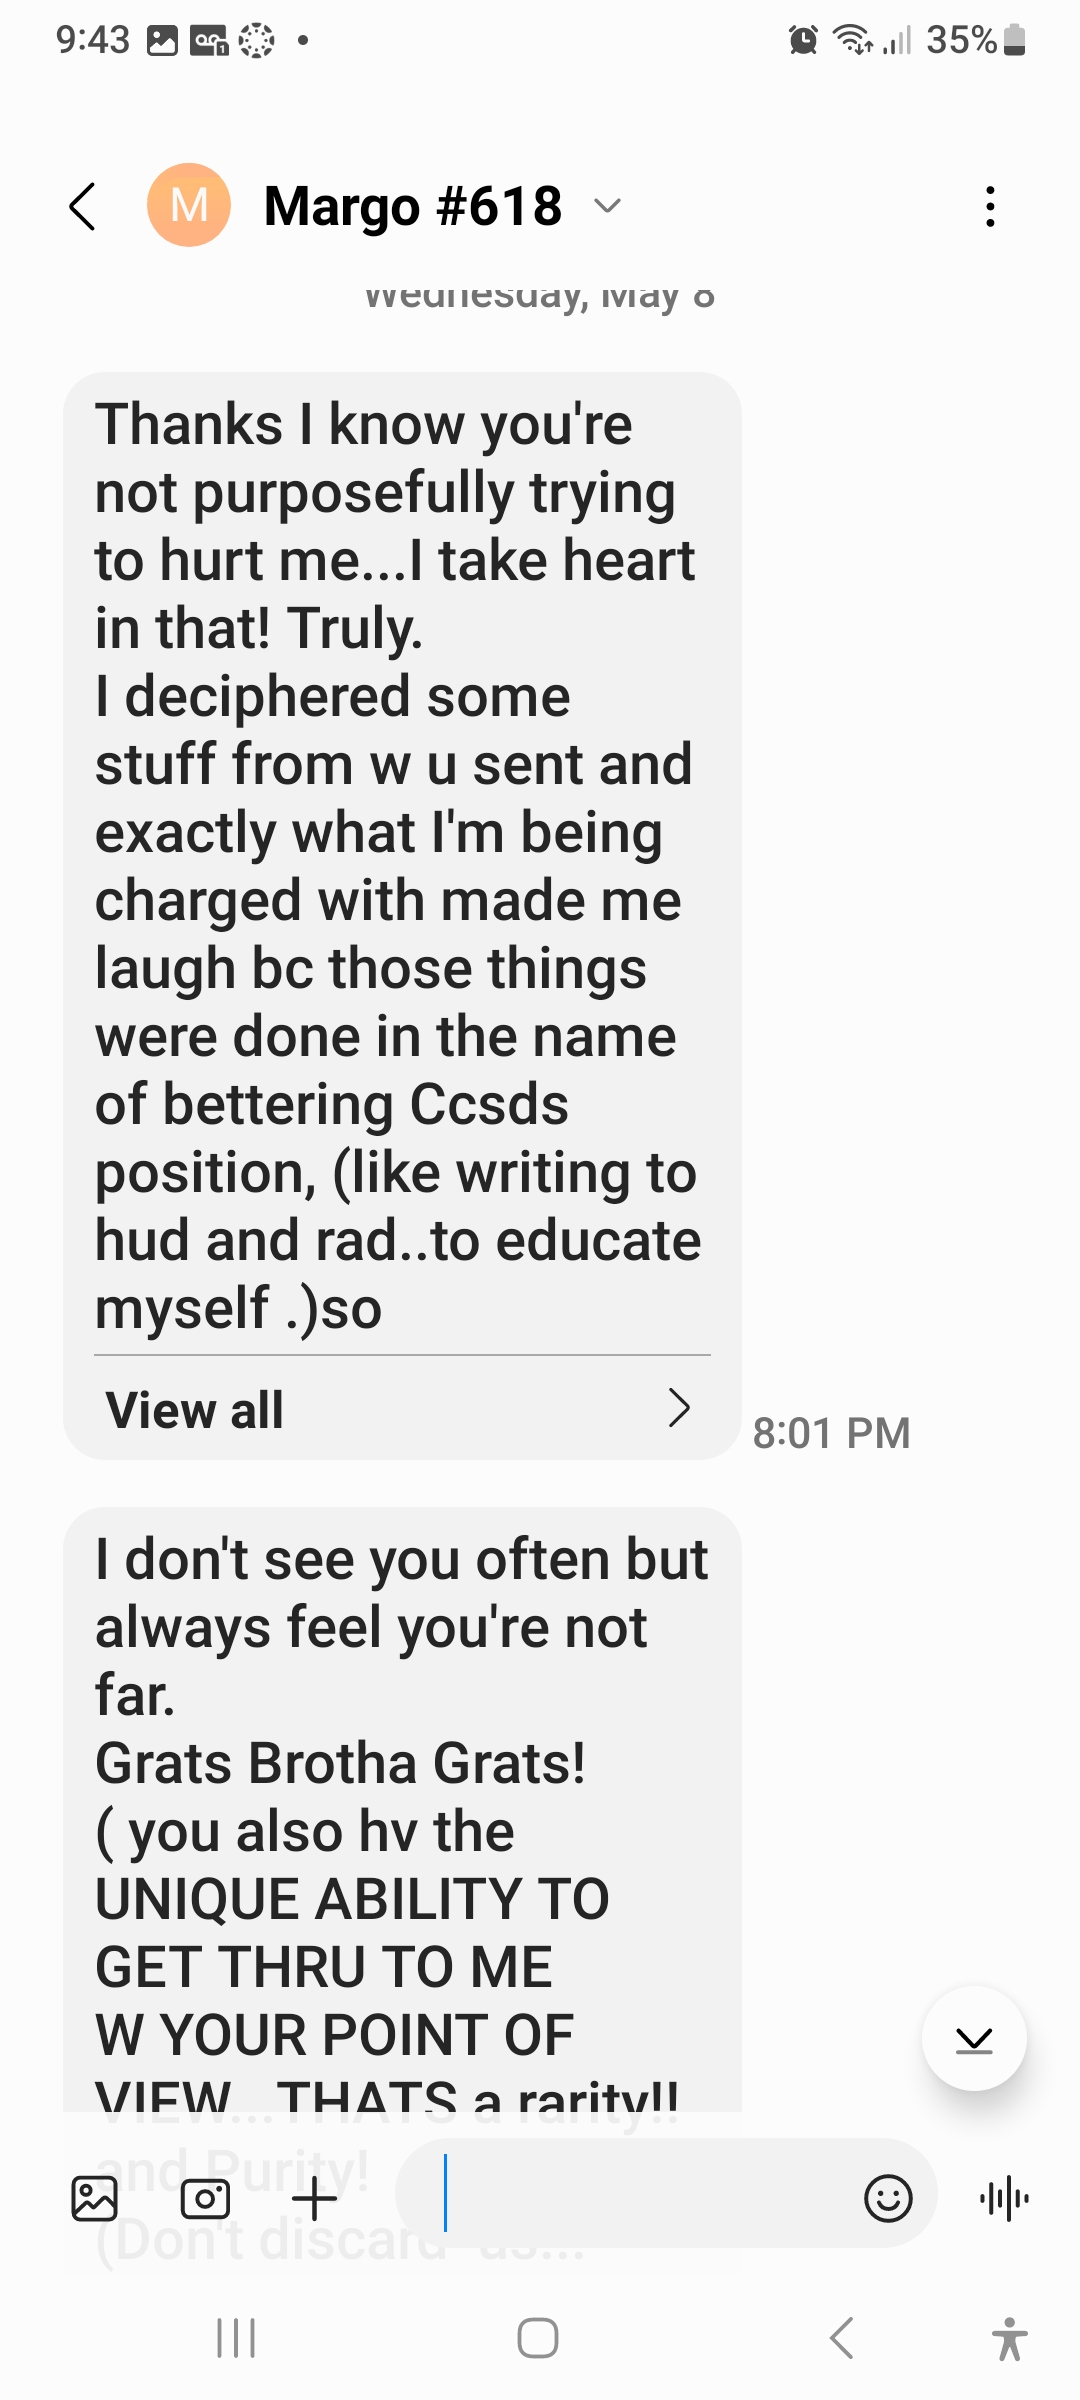 9:43
35%
M
Margo #618
Wednesday, May 8
Thanks I know you're
not purposefully trying
to hurt me...I take heart
in that! Truly.
I deciphered some
stuff from w u sent and
exactly what I'm being
charged with made me
laugh bc those things
were done in the name
of bettering Ccsds
position, (like writing to
hud and rad..to educate
myself .)so
View all
8:01 PM
I don't see you often but
always feel you're not
far.
Grats Brotha Grats!
( you also hv the
UNIQUE ABILITY TO
GET THRU TO ME
W YOUR POINT OF
VIEW...THATS a rarity!!
and Purity!
(Don't discard us...